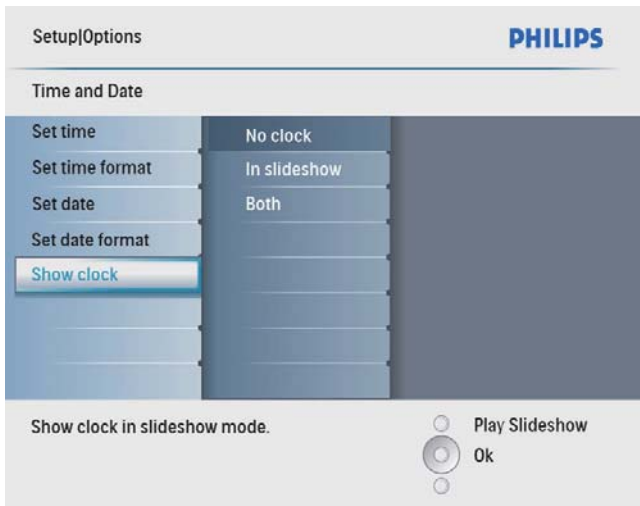 Setup|Options
PHILIPS
Time and Date
Set time
Set time format
Set date
Set date format
Show clock
No clock
In slideshow
Both
Show clock in slideshow mode.
Play Slideshow
Ok